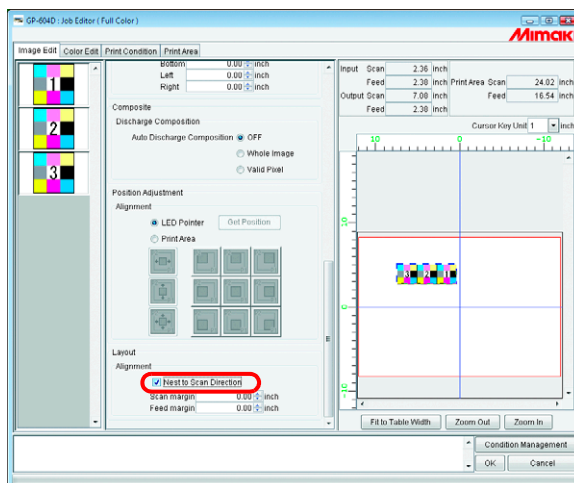 GP-604D : Job Editor ( Full Color )
Mimaki
Image Edit Color Edit Print Condition Print Area
1
2
3
Bottom 0.00 inch
Left 0.00 inch
Right 0.00 inch
Composite
Discharge Composition
Auto Discharge Composition OFF
Whole Image
Valid Pixel
Position Adjustment
Alignment
LED Pointer Get Position
Print Area
Layout
Alignment
Nest to Scan Direction
Scan margin 0.00 inch
Feed margin 0.00 inch
Input Scan 2.36 inch
Feed 2.38 inch Print Area Scan 24.02 inch
Output Scan 7.00 inch Feed 16.54 inch
Feed 2.38 inch
Cursor Key Unit 1 inch
10 0 -10
10
3 2 1
0
-10
Fit to Table Width Zoom Out Zoom In
Condition Management
OK Cancel